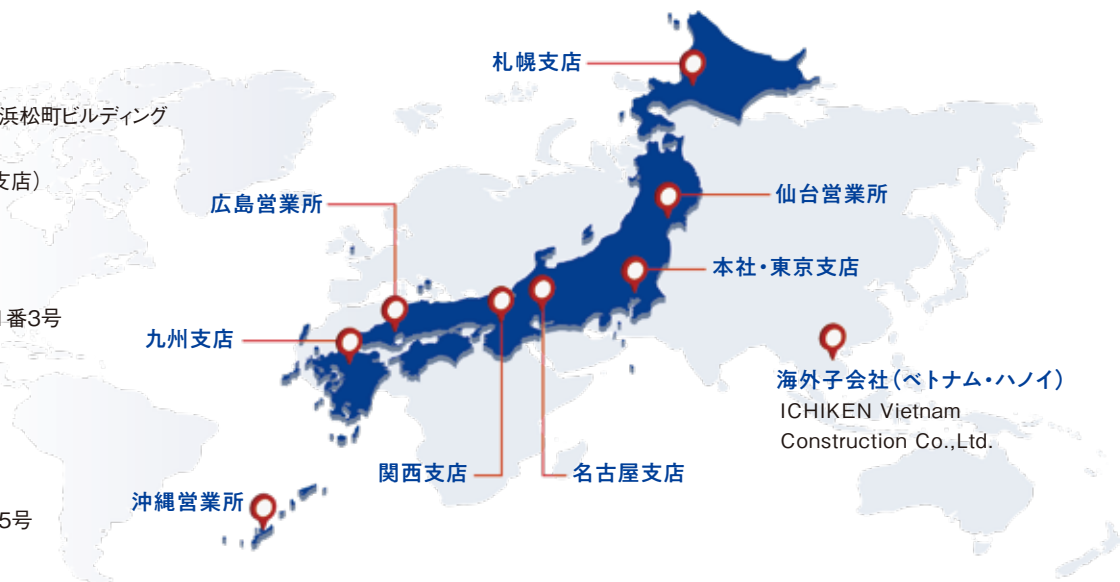 札幌支店
浜松町ビルディング
支店）
仙台営業所
広島営業所
本社・東京支店
番3号
九州支店
海外子会社（ベトナム・ハノイ）
ICHIKEN Vietnam
Construction Co.,Ltd.
関西支店
名古屋支店
沖縄営業所
5号